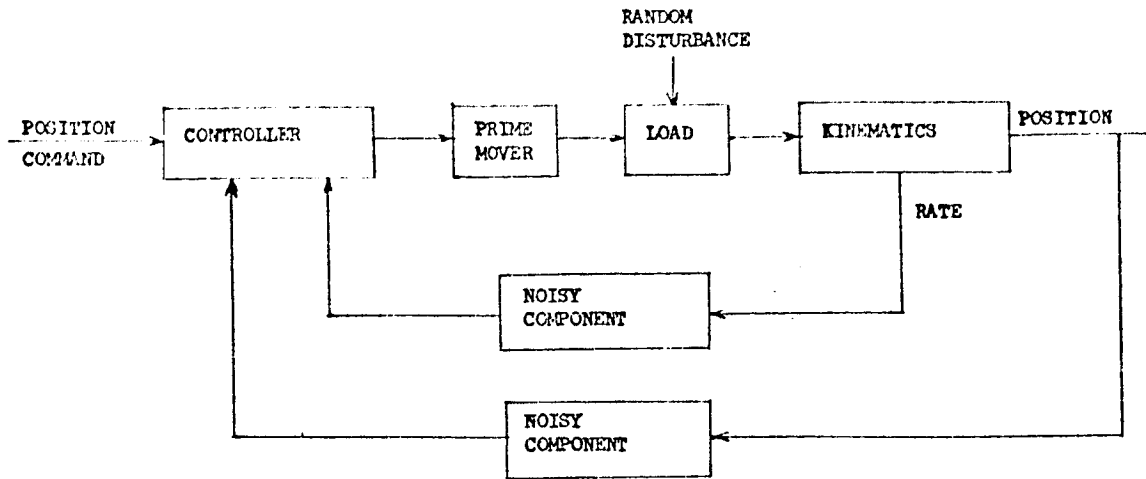 RANDOM
DISTURBANCE
POSITION
COMMAND
CONTROLLER
PRIME
MOVER
LOAD
KINEMATICS
POSITION
RATE
NOISY
COMPONENT
NOISY
COMPONENT